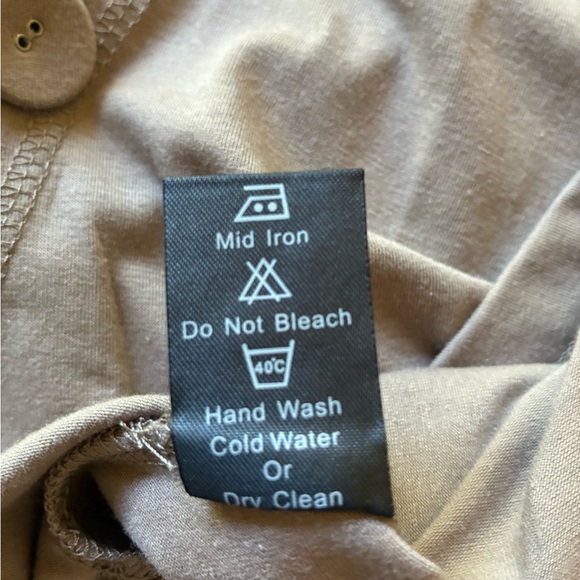 Mid Iron
Do Not Bleach
40°C
Hand Wash
Cold Water
Or
Dry Clean